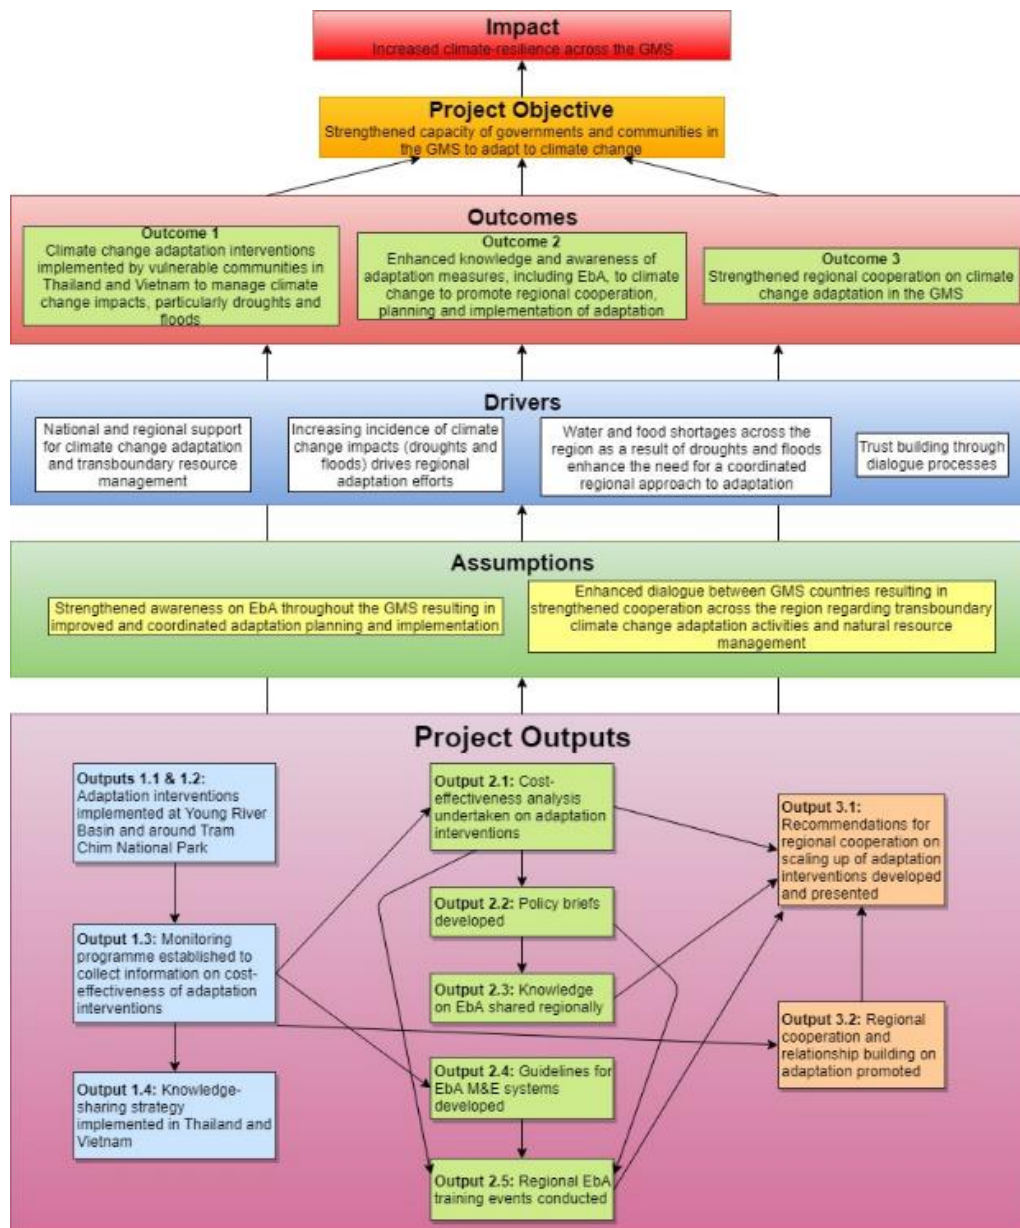 Impact
Increased climate-resilience across the GMS
Project Objective
Strengthened capacity of governments and communities in
the GMS to adapt to climate change
Outcomes
Outcome 1
Climate change adaptation interventions
implemented by vulnerable communities in
Thailand and Vietnam to manage climate
change impacts, particularly droughts and
floods
Outcome 2
Enhanced knowledge and awareness of
adaptation measures, including EbA, to climate
change to promote regional cooperation,
planning and implementation of adaptation
Outcome 3
Strengthened regional cooperation on climate
change adaptation in the GMS
Drivers
National and regional support
for climate change adaptation
and transboundary resource
management
Increasing incidence of climate
change impacts (droughts and
floods) drives regional
adaptation efforts
Water and food shortages across the
region as a result of droughts and floods
enhance the need for a coordinated
regional approach to adaptation
Trust building through
dialogue processes
Assumptions
Strengthened awareness on EbA throughout the GMS resulting in
improved and coordinated adaptation planning and implementation
Enhanced dialogue between GMS countries resulting in
strengthened cooperation across the region regarding transboundary
climate change adaptation activities and natural resource
management
Project Outputs
Outputs 1.1 & 1.2:
Adaptation interventions
implemented at Young River
Basin and around Tram
Chim National Park
Output 1.3: Monitoring
programme established to
collect information on cost-
effectiveness of adaptation
interventions
Output 1.4: Knowledge-
sharing strategy
implemented in Thailand and
Vietnam
Output 2.1: Cost-
effectiveness analysis
undertaken on adaptation
interventions
Output 2.2: Policy briefs
developed
Output 2.3: Knowledge
on EbA shared regionally
Output 2.4: Guidelines for
EbA M&E systems
developed
Output 2.5: Regional EbA
training events conducted
Output 3.1:
Recommendations for
regional cooperation on
scaling up of adaptation
interventions developed
and presented
Output 3.2: Regional
cooperation and
relationship building on
adaptation promoted